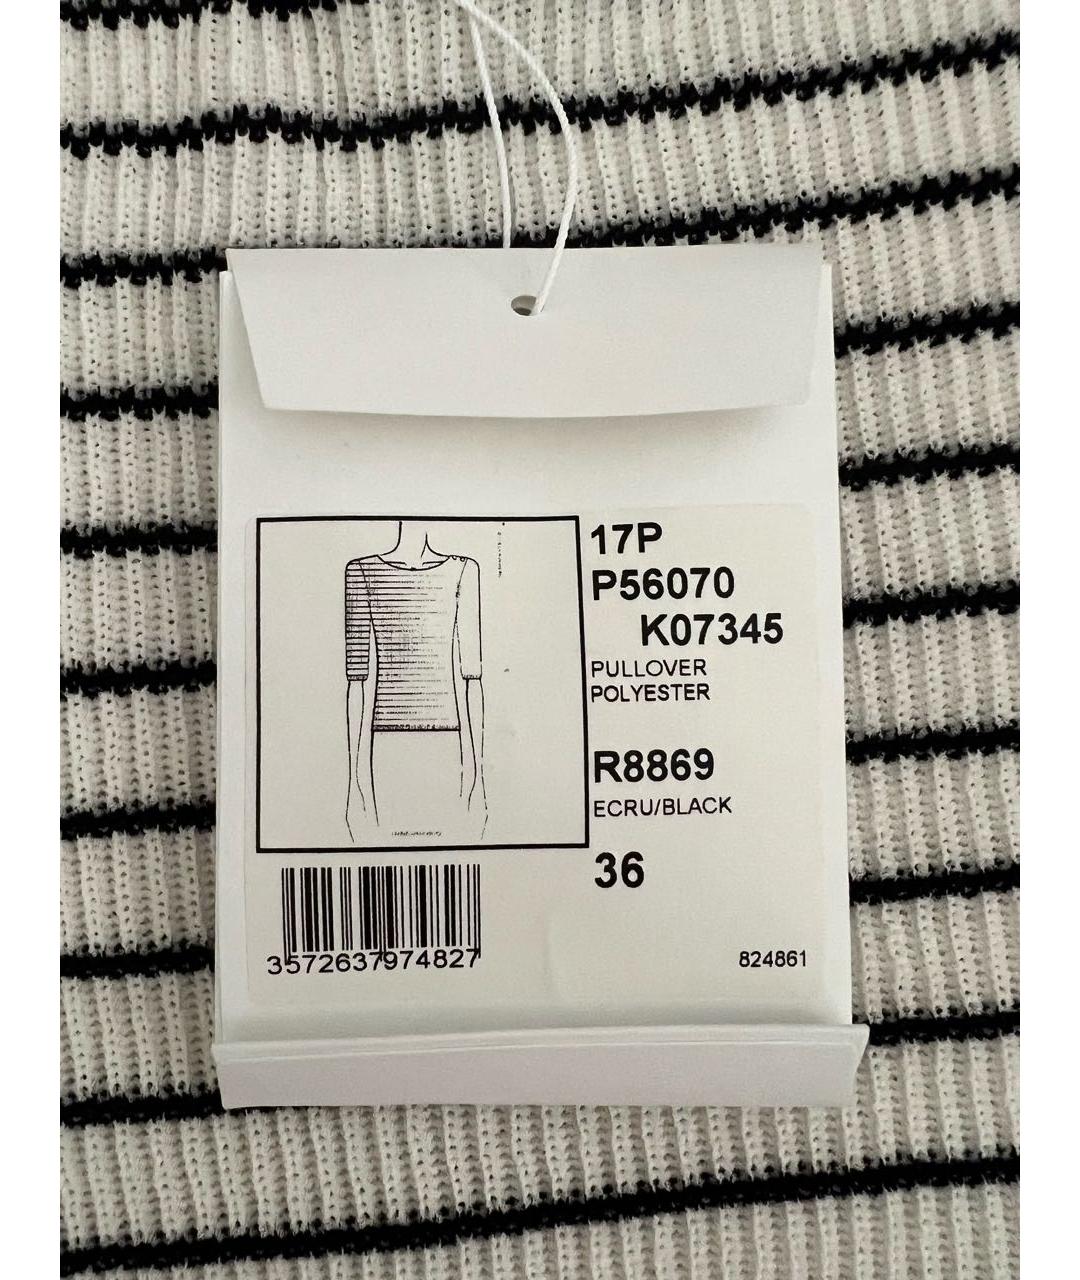 17P
P56070
K07345
PULLOVER
POLYESTER
R8869
ECRU/BLACK
36
3572637974827
824861